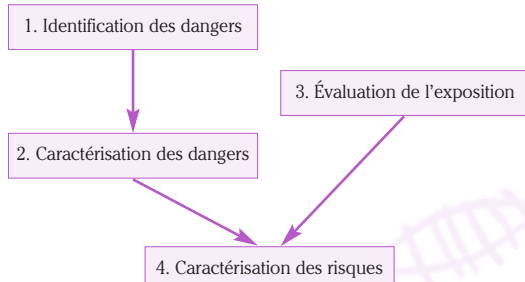 1. Identification des dangers
3. Évaluation de l'exposition
2. Caractérisation des dangers
4. Caractérisation des risques